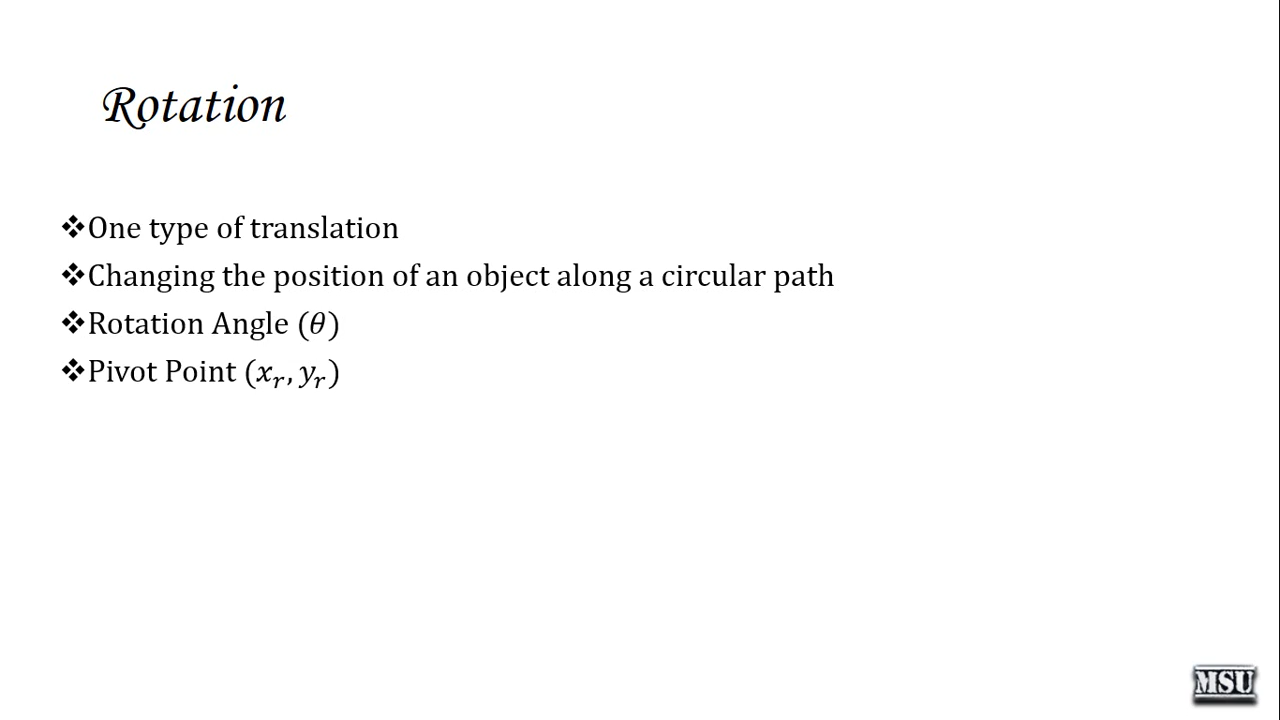 Rotation
❖One type of translation
❖Changing the position of an object along a circular path
❖Rotation Angle (θ)
❖Pivot Point (xᵣ, yᵣ)
MSU